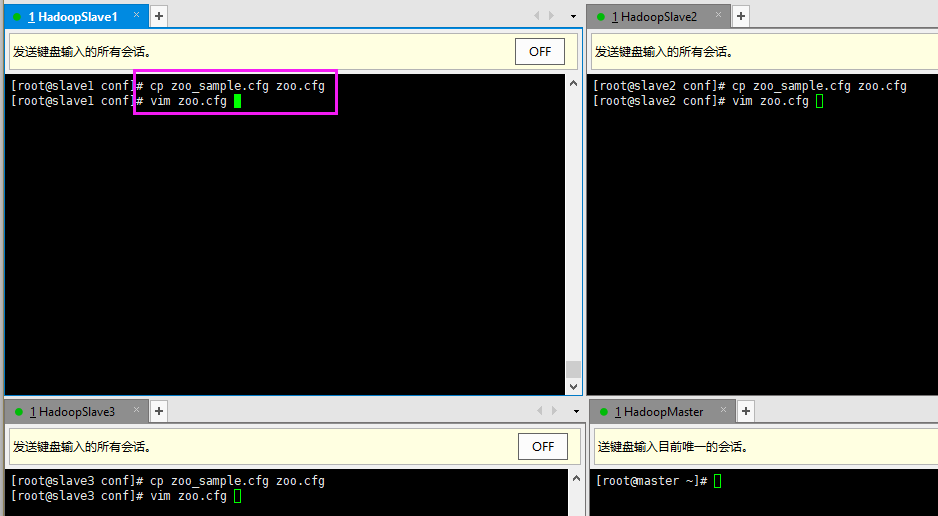 1 HadoopSlave1
发送键盘输入的所有会话。
OFF
[root@slave1 conf]# cp zoo_sample.cfg zoo.cfg
[root@slave1 conf]# vim zoo.cfg
1 HadoopSlave2
发送键盘输入的所有会话。
[root@slave2 conf]# cp zoo_sample.cfg zoo.cfg
[root@slave2 conf]# vim zoo.cfg
1 HadoopSlave3
发送键盘输入的所有会话。
OFF
[root@slave3 conf]# cp zoo_sample.cfg zoo.cfg
[root@slave3 conf]# vim zoo.cfg
1 HadoopMaster
送键盘输入目前唯一的会话。
[root@master ~]#